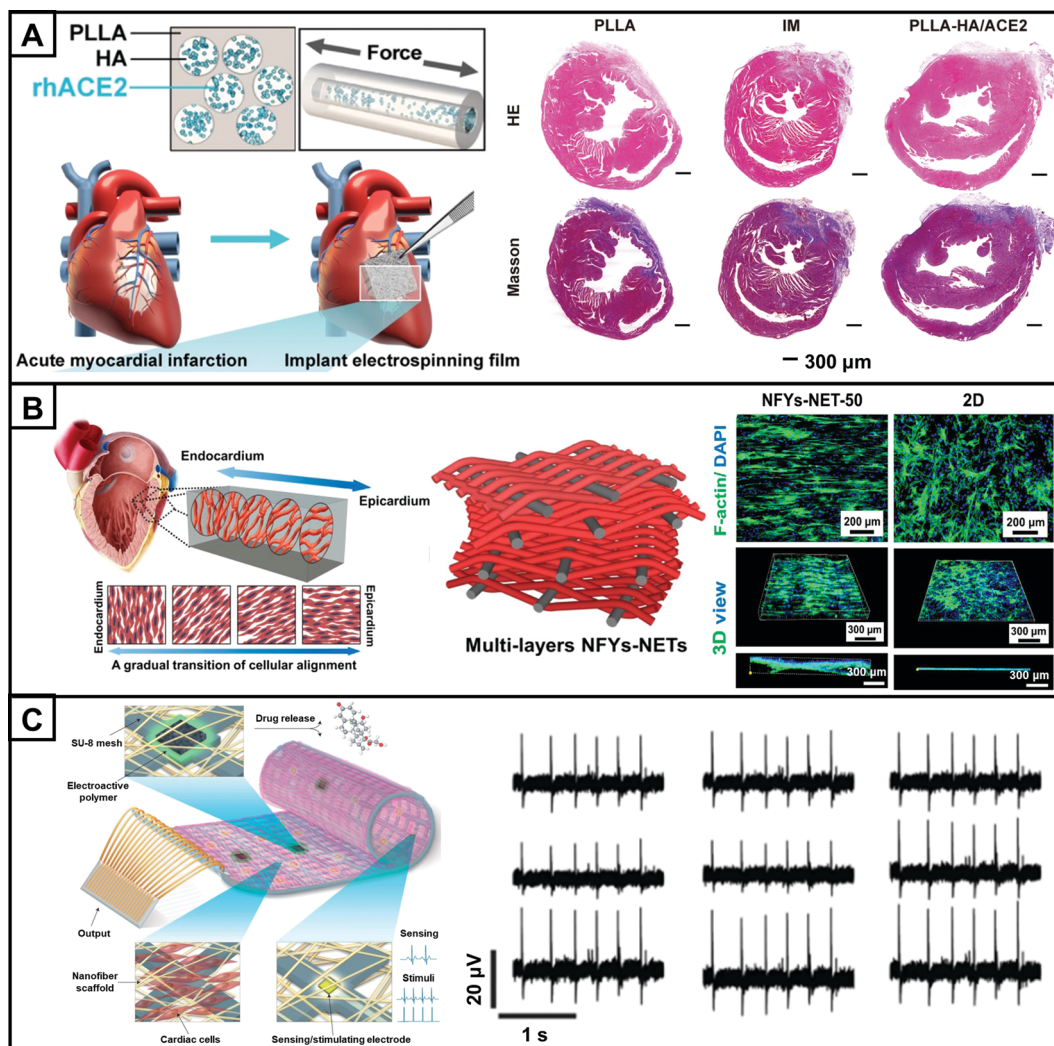 A
PLLA
HA
rhACE2
Force
Acute myocardial infarction
Implant electrospinning film
PLLA
IM
PLLA-HA/ACE2
HE
Masson
300 μm
B
Endocardium
Epicardium
Endocardium
Epicardium
A gradual transition of cellular alignment
Multi-layers NFYs-NETs
NFYs-NET-50
2D
F-actin/ DAPI
200 μm
200 μm
3D view
300 μm
300 μm
300 μm
300 μm
C
Drug release
SU-8 mesh
Electroactive
polymer
Output
Nanofiber
scaffold
Cardiac cells
Sensing
Stimuli
Sensing/stimulating electrode
20 μV
1 s